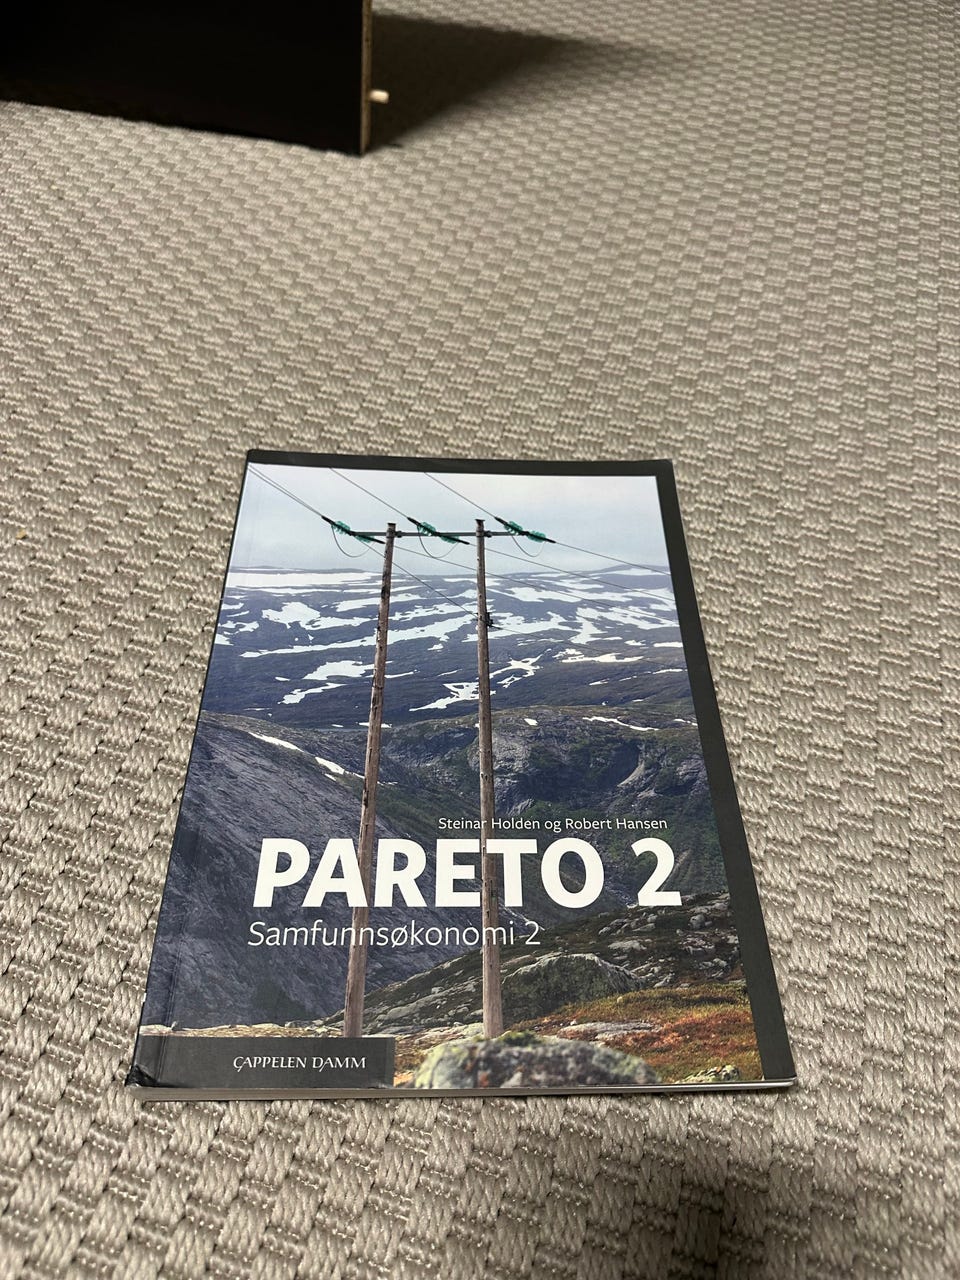 Steinar Holden og Robert Hansen
PARETO 2
Samfunnsøkonomi 2
CAPPELEN DAMM